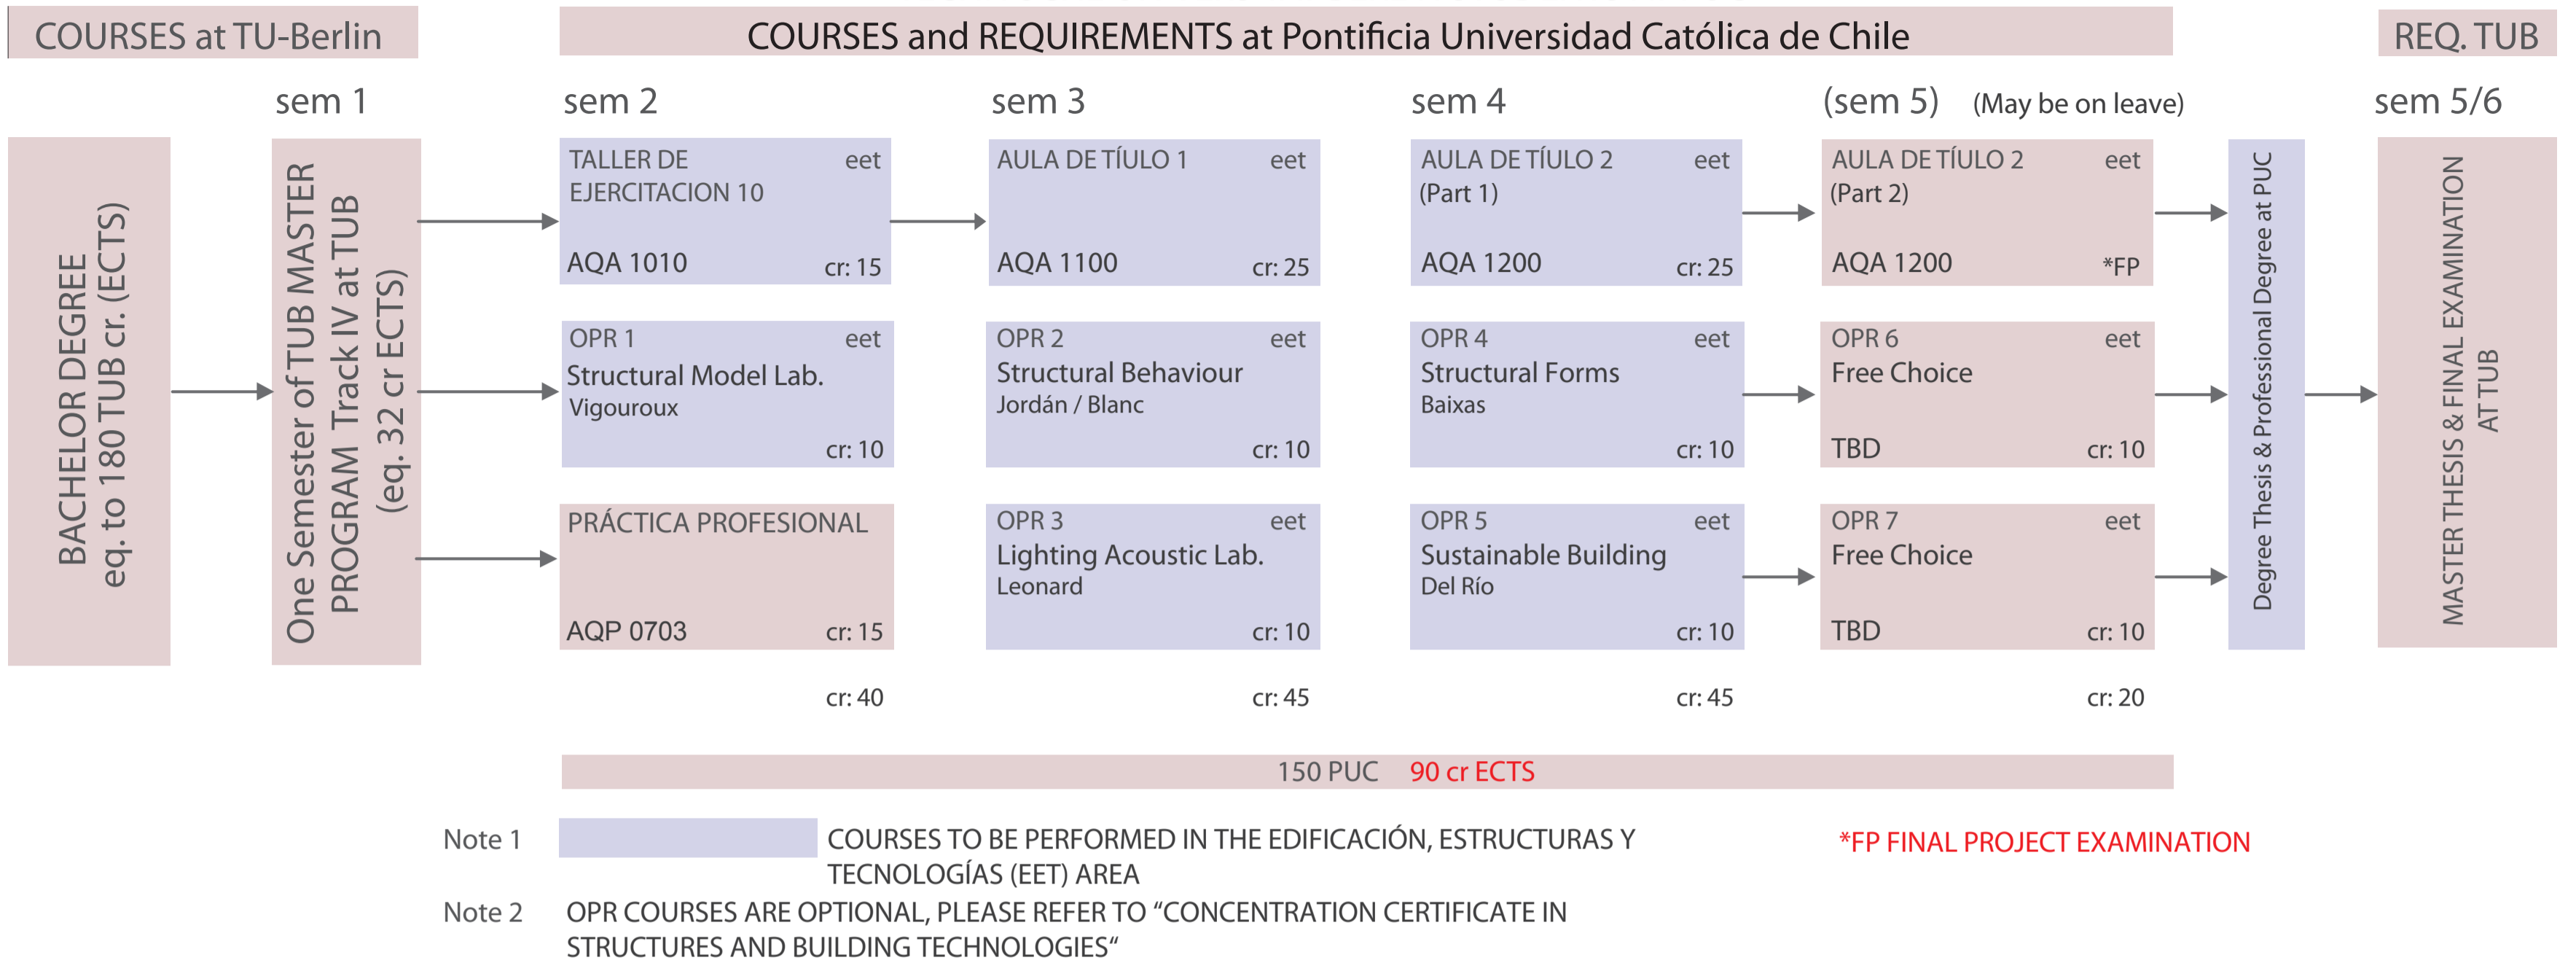 COURSES at TU-Berlin
COURSES and REQUIREMENTS at Pontificia Universidad Católica de Chile
REQ. TUB
sem 1
sem 2
sem 3
sem 4
(sem 5) (May be on leave)
sem 5/6
BACHELOR DEGREE
eq. to 180 TUB cr. (ECTS)
One Semester of TUB MASTER
PROGRAM Track IV at TUB
(eq. 32 cr ECTS)
TALLER DE eet
EJERCITACION 10
AQA 1010 cr: 15
AULA DE TÍULO 1 eet
AQA 1100 cr: 25
AULA DE TÍULO 2 eet
(Part 1)
AQA 1200 cr: 25
AULA DE TÍULO 2 eet
(Part 2)
AQA 1200 *FP
OPR 1 eet
Structural Model Lab.
Vigouroux
cr: 10
OPR 2 eet
Structural Behaviour
Jordán / Blanc
cr: 10
OPR 4 eet
Structural Forms
Baixas
cr: 10
OPR 6 eet
Free Choice
TBD cr: 10
PRÁCTICA PROFESIONAL
AQP 0703 cr: 15
OPR 3 eet
Lighting Acoustic Lab.
Leonard
cr: 10
OPR 5 eet
Sustainable Building
Del Río
cr: 10
OPR 7 eet
Free Choice
TBD cr: 10
Degree Thesis & Professional Degree at PUC
MASTER THESIS & FINAL EXAMINATION
AT TUB
cr: 40
cr: 45
cr: 45
cr: 20
150 PUC 90 cr ECTS
Note 1 COURSES TO BE PERFORMED IN THE EDIFICACIÓN, ESTRUCTURAS Y
TECNOLOGÍAS (EET) AREA
*FP FINAL PROJECT EXAMINATION
Note 2 OPR COURSES ARE OPTIONAL, PLEASE REFER TO “CONCENTRATION CERTIFICATE IN
STRUCTURES AND BUILDING TECHNOLOGIES“